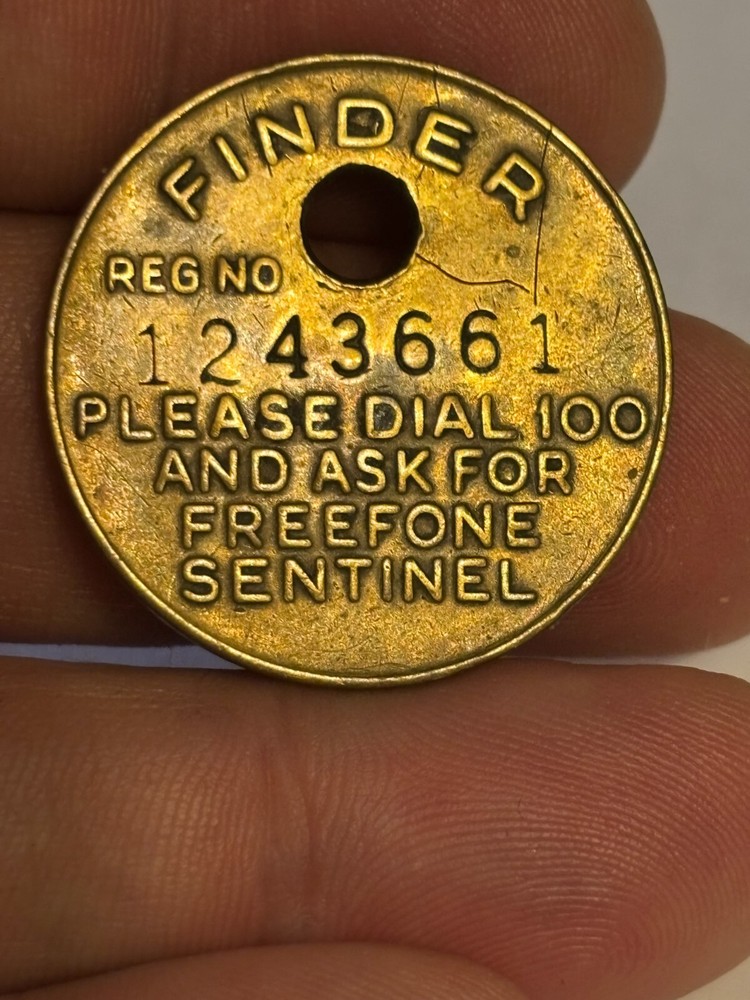 FINDER
REG NO
1243661
PLEASE DIAL 100
AND ASK FOR
FREEFONE
SENTINEL